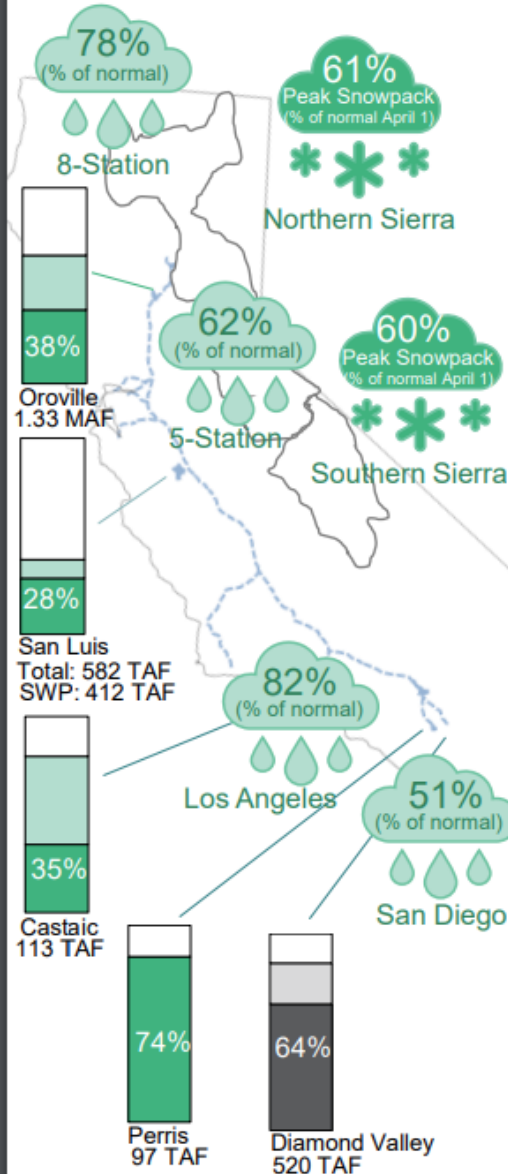 78%
(% of normal)
8-Station
61%
Peak Snowpack
(% of normal April 1)
Northern Sierra
38%
Oroville
1.33 MAF
62%
(% of normal)
5-Station
60%
Peak Snowpack
(% of normal April 1)
Southern Sierra
28%
San Luis
Total: 582 TAF
SWP: 412 TAF
82%
(% of normal)
Los Angeles
35%
Castaic
113 TAF
51%
(% of normal)
San Diego
74%
Perris
97 TAF
64%
Diamond Valley
520 TAF